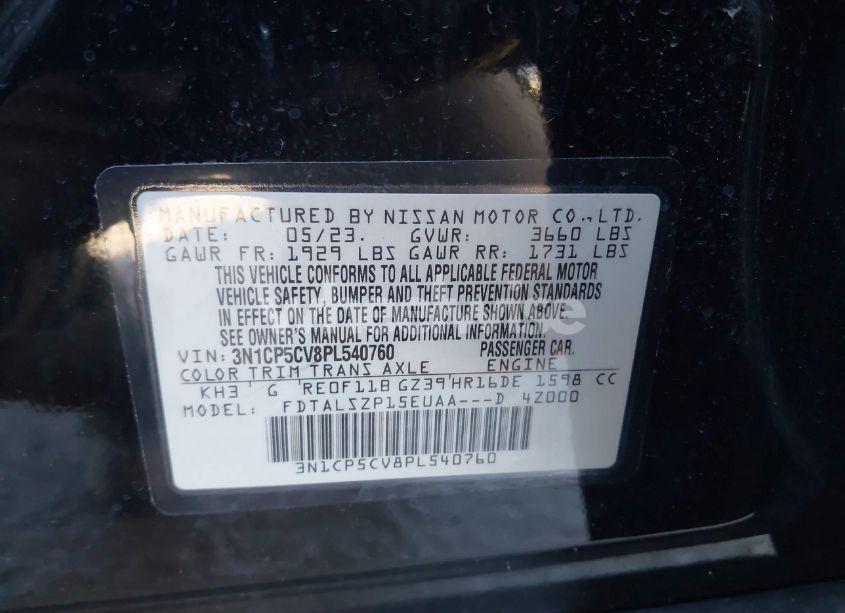 MANUFACTURED BY NISSAN MOTOR CO.,LTD.
DATE: 05/23. GVWR: 3660 LBS
GAWR FR: 1929 LBS GAWR RR: 1731 LBS
THIS VEHICLE CONFORMS TO ALL APPLICABLE FEDERAL MOTOR
VEHICLE SAFETY, BUMPER AND THEFT PREVENTION STANDARDS
IN EFFECT ON THE DATE OF MANUFACTURE SHOWN ABOVE.
SEE OWNER'S MANUAL FOR ADDITIONAL INFORMATION.
VIN: 3N1CP5CV8PL540760 PASSENGER CAR.
COLOR TRIM TRANS AXLE ENGINE
KH3 G RE0F11B GZ39 HR16DE 1598 CC
MODEL: FDTALSZP15EUAA---D 4Z000
3N1CP5CV8PL540760